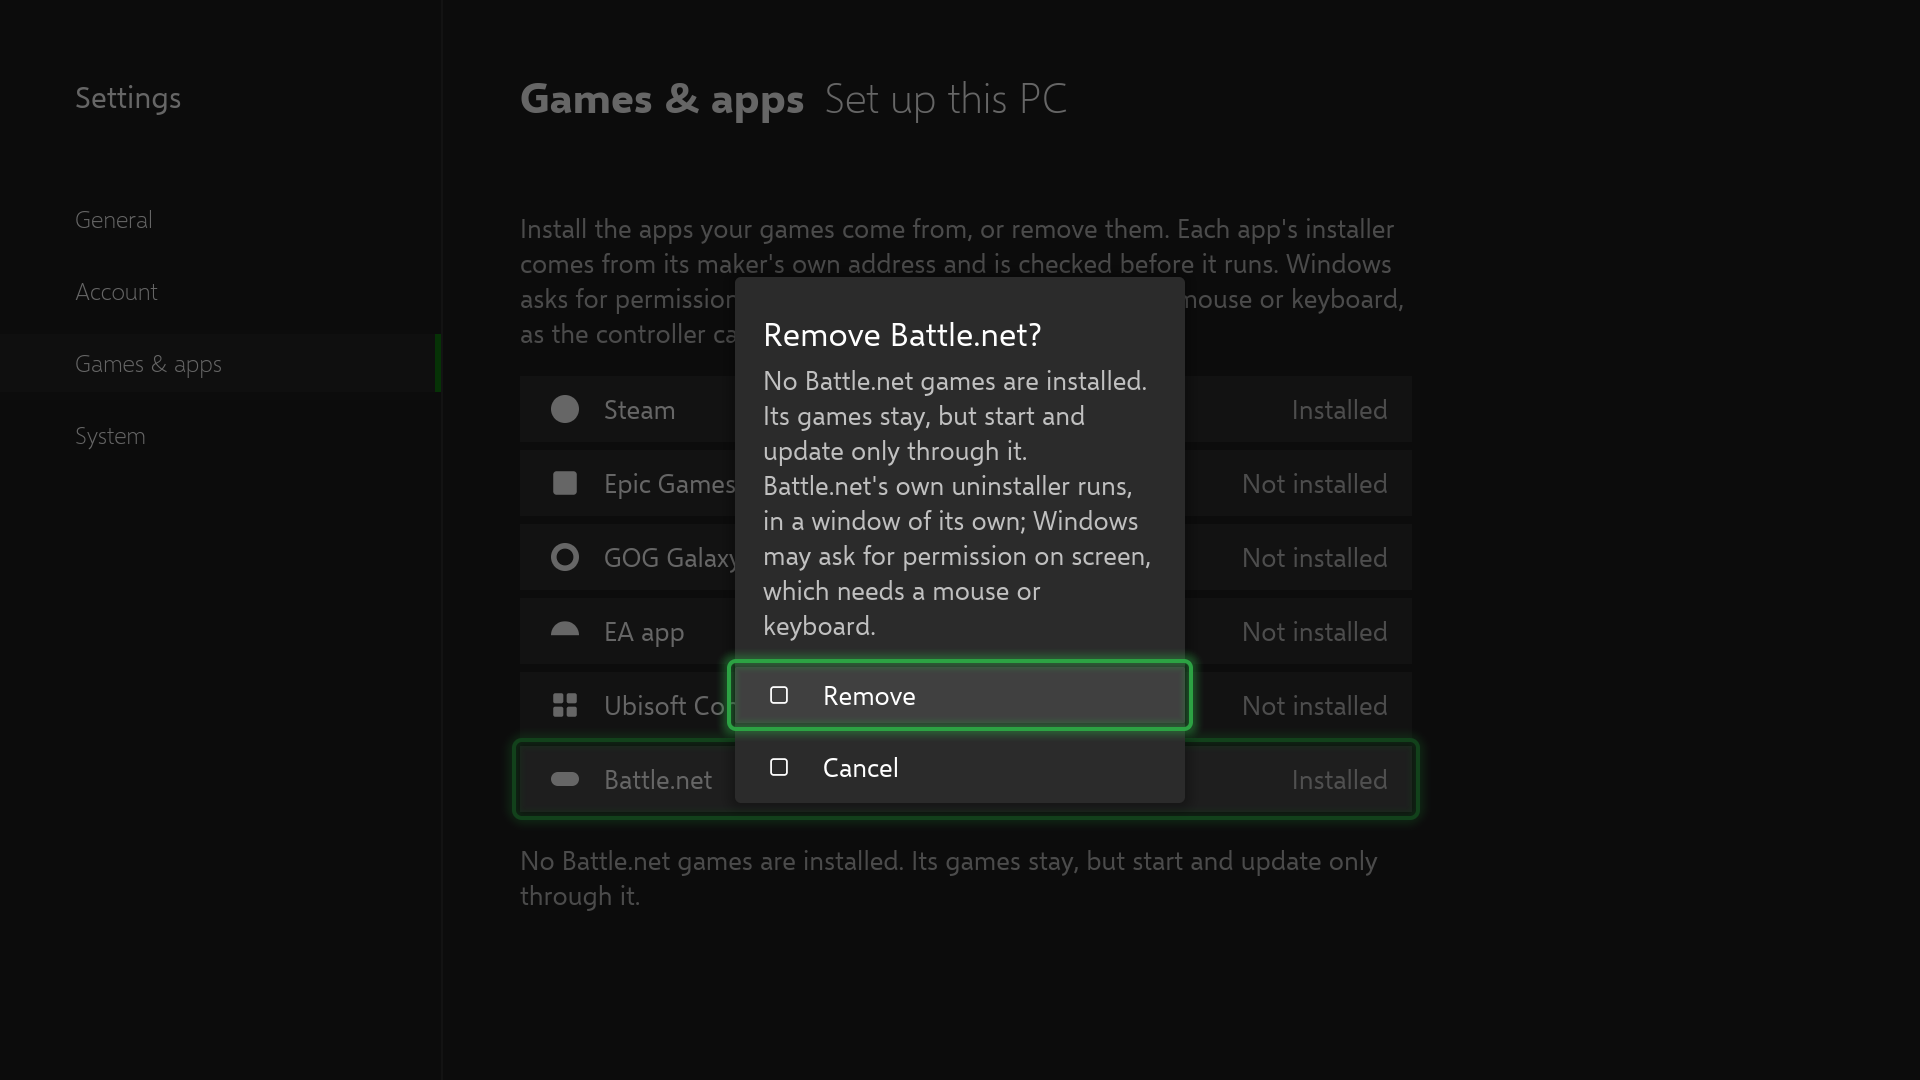 Settings
General
Account
Games & apps
System
Games & apps Set up this PC
Install the apps your games come from, or remove them. Each app's installer
comes from its maker's own address and is checked before it runs. Windows
asks for permission mouse or keyboard,
as the controller
Steam Installed
Epic Games Not installed
GOG Galaxy Not installed
EA app Not installed
Ubisoft Not installed
Battle.net Installed
No Battle.net games are installed. Its games stay, but start and update only
through it.
Remove Battle.net?
No Battle.net games are installed.
Its games stay, but start and
update only through it.
Battle.net's own uninstaller runs,
in a window of its own; Windows
may ask for permission on screen,
which needs a mouse or
keyboard.
Remove
Cancel